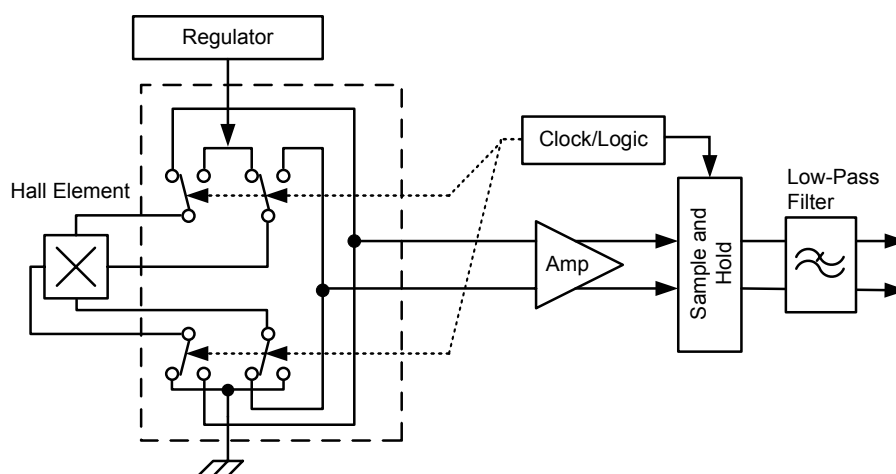 Regulator
Clock/Logic
Hall Element
Low-Pass
Filter
Amp
Sample and
Hold